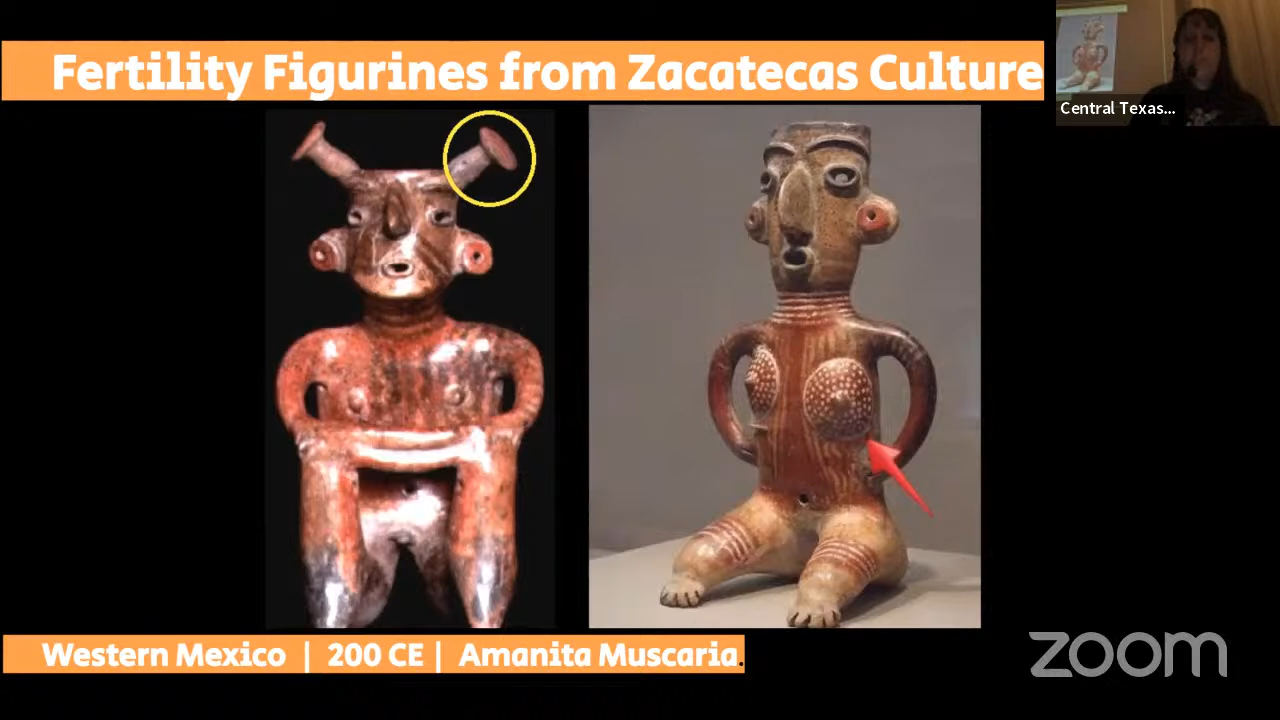 Fertility Figurines from Zacatecas Culture
Central Texas...
Western Mexico | 200 CE | Amanita Muscaria.
zoom